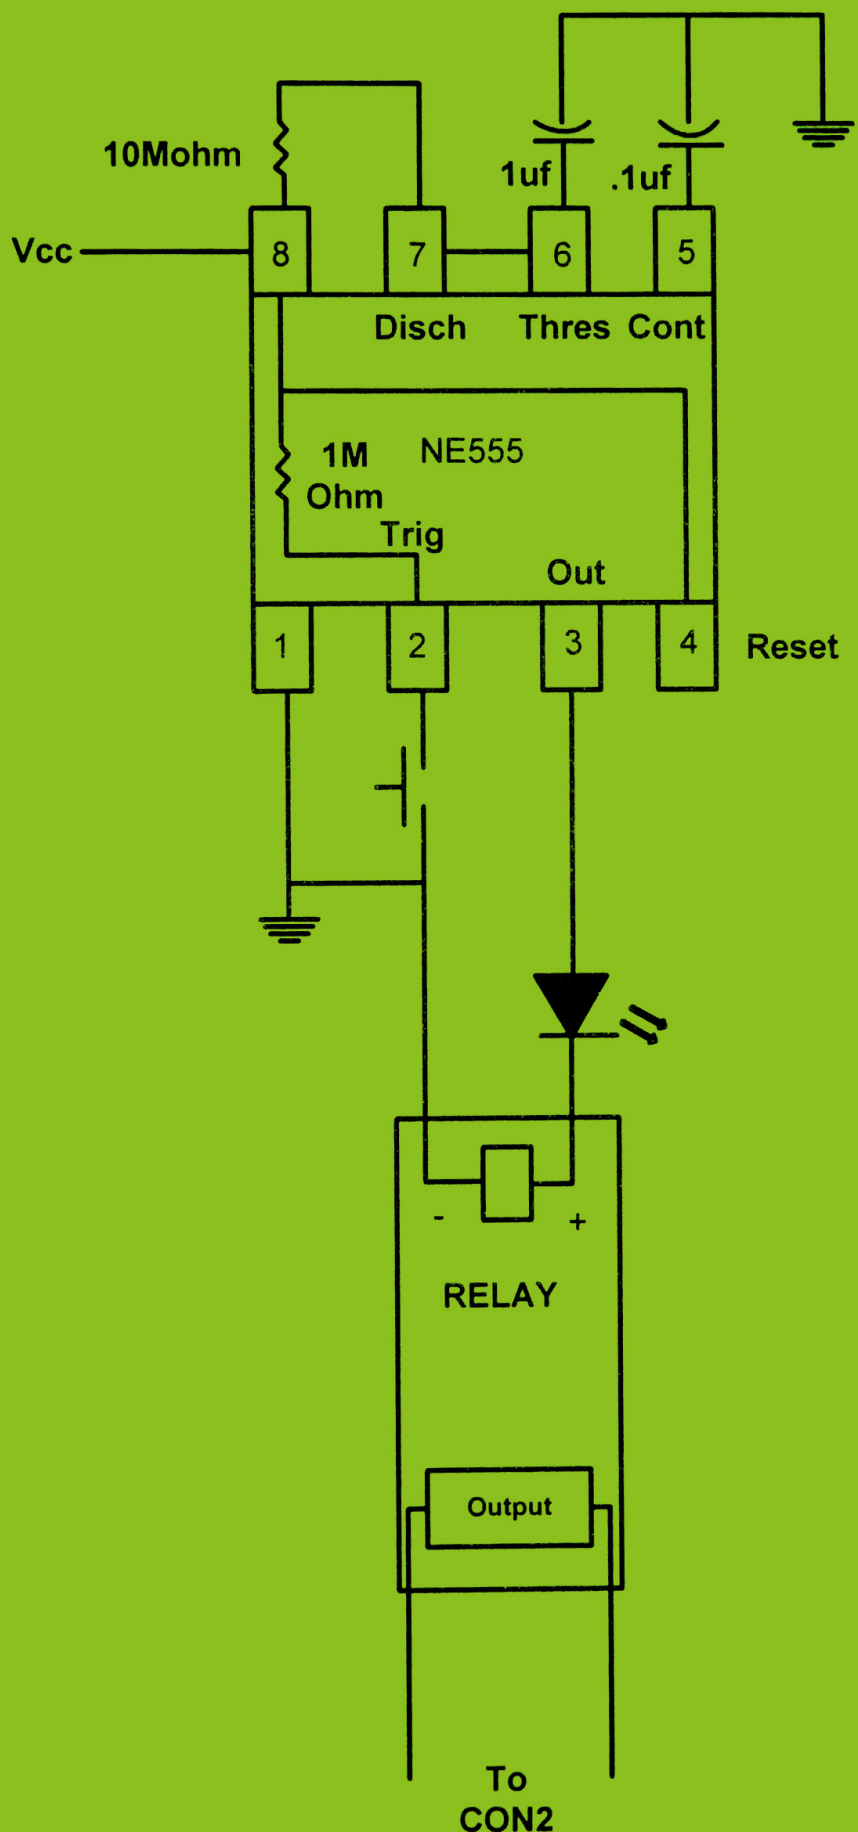 10Mohm
1uf
.1uf
Vcc
8
7
6
5
Disch
Thres
Cont
1M
Ohm
NE555
Trig
Out
1
2
3
4
Reset
-
+
RELAY
Output
To
CON2